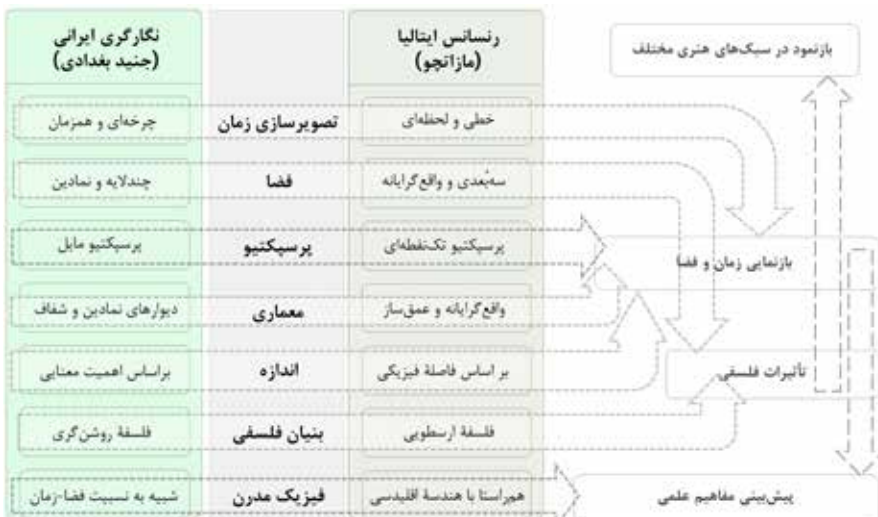 نگارگری ایرانی
(جنید بغدادی)
رنسانس ایتالیا
(مازاتچو)
بازنمود در سبک‌های هنری مختلف
چرخه‌ای و همزمان
تصویرسازی زمان
خطی و لحظه‌ای
چندلایه و نمادین
فضا
سه‌بُعدی و واقع‌گرایانه
پرسپکتیو مایل
پرسپکتیو
پرسپکتیو تک‌نقطه‌ای
بازنمایی زمان و فضا
دیوارهای نمادین و شفاف
معماری
واقع‌گرایانه و عمق‌ساز
براساس اهمیت معنایی
اندازه
بر اساس فاصلهٔ فیزیکی
تأثیرات فلسفی
فلسفهٔ روشن‌گری
بنیان فلسفی
فلسفهٔ ارسطویی
شبیه به نسبیت فضا-زمان
فیزیک مدرن
هم‌راستا با هندسهٔ اقلیدسی
پیش‌بینی مفاهیم علمی